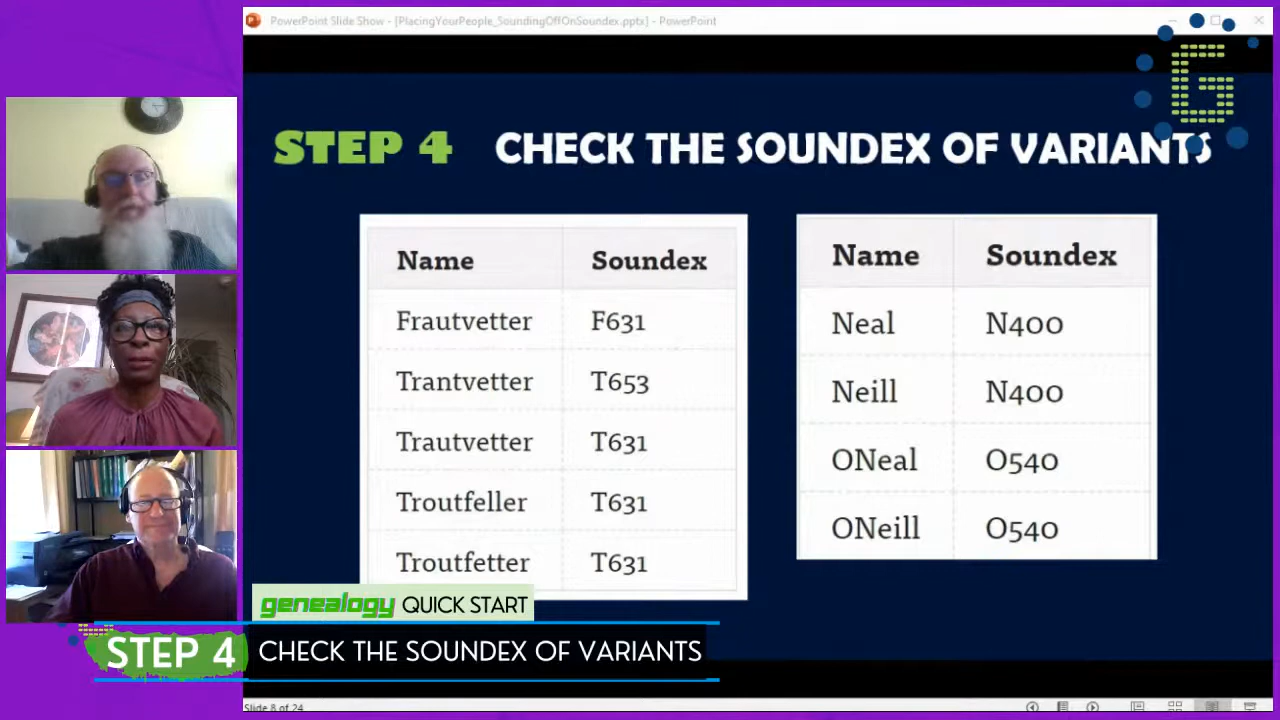 PowerPoint Slide Show - [PlacingYourPeople_SoundingOffOnSoundex.pptx] - PowerPoint
G
STEP 4 CHECK THE SOUNDEX OF VARIANTS
Name Soundex
Frautvetter F631
Trantvetter T653
Trautvetter T631
Troutfeller T631
Troutfetter T631
Name Soundex
Neal N400
Neill N400
ONeal O540
ONeill O540
genealogy QUICK START
STEP 4 CHECK THE SOUNDEX OF VARIANTS
Slide 8 of 24